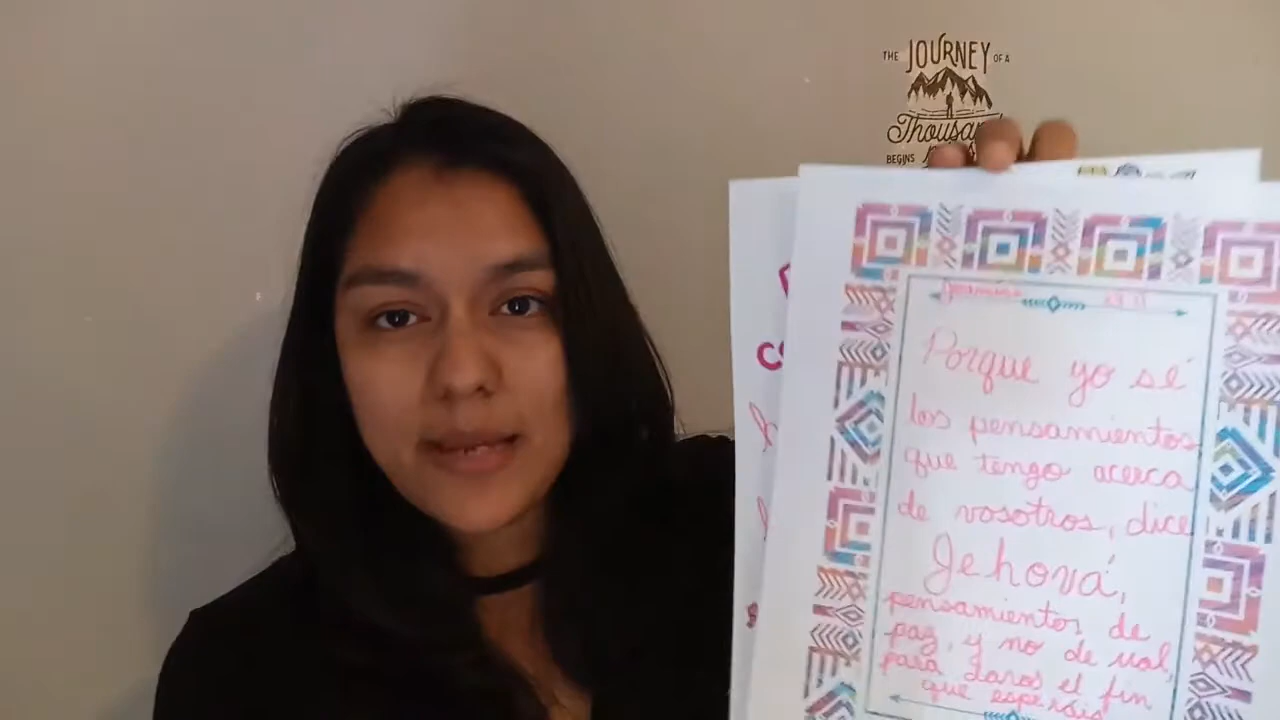 THE JOURNEY OF A
Thousand
BEGINS
Jeremías 29:11
Porque yo sé
los pensamientos
que tengo acerca
de vosotros, dice
Jehová,
pensamientos de
paz, y no de mal,
para daros el fin
que esperáis